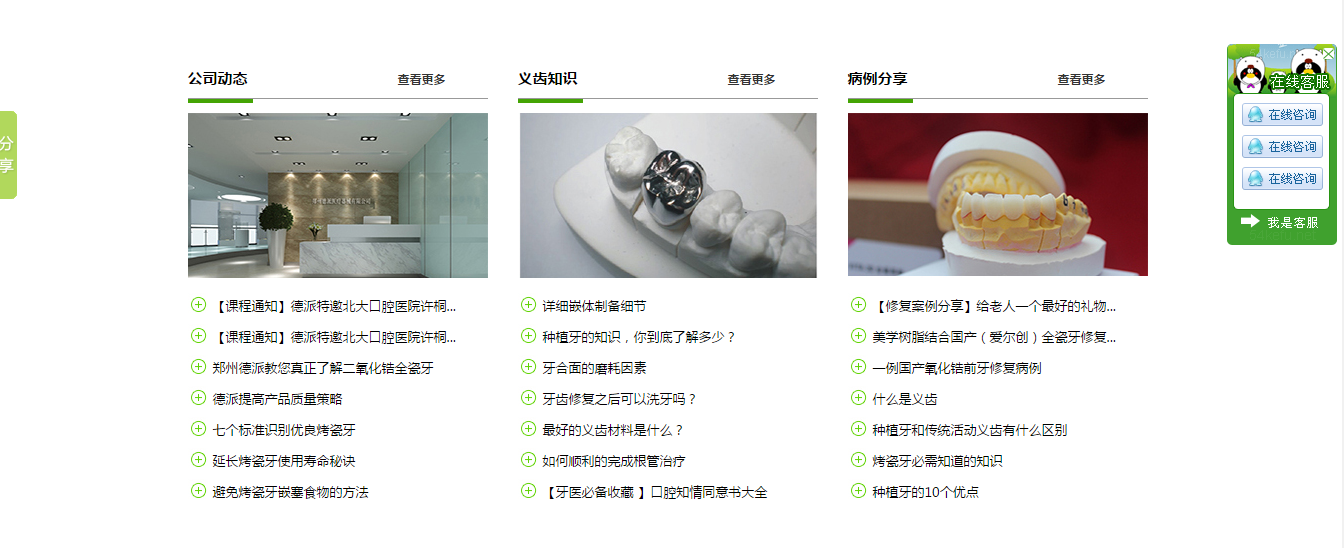 公司动态
查看更多
【课程通知】德派特邀北大口腔医院许桐...
【课程通知】德派特邀北大口腔医院许桐...
郑州德派教您真正了解二氧化锆全瓷牙
德派提高产品质量策略
七个标准识别优良烤瓷牙
延长烤瓷牙使用寿命秘诀
避免烤瓷牙嵌塞食物的方法
义齿知识
查看更多
详细嵌体制备细节
种植牙的知识，你到底了解多少？
牙合面的磨耗因素
牙齿修复之后可以洗牙吗？
最好的义齿材料是什么？
如何顺利的完成根管治疗
【牙医必备收藏 】口腔知情同意书大全
病例分享
查看更多
【修复案例分享】给老人一个最好的礼物...
美学树脂结合国产（爱尔创）全瓷牙修复...
一例国产氧化锆前牙修复病例
什么是义齿
种植牙和传统活动义齿有什么区别
烤瓷牙必需知道的知识
种植牙的10个优点
分
享
在线客服
在线咨询
在线咨询
在线咨询
我是客服